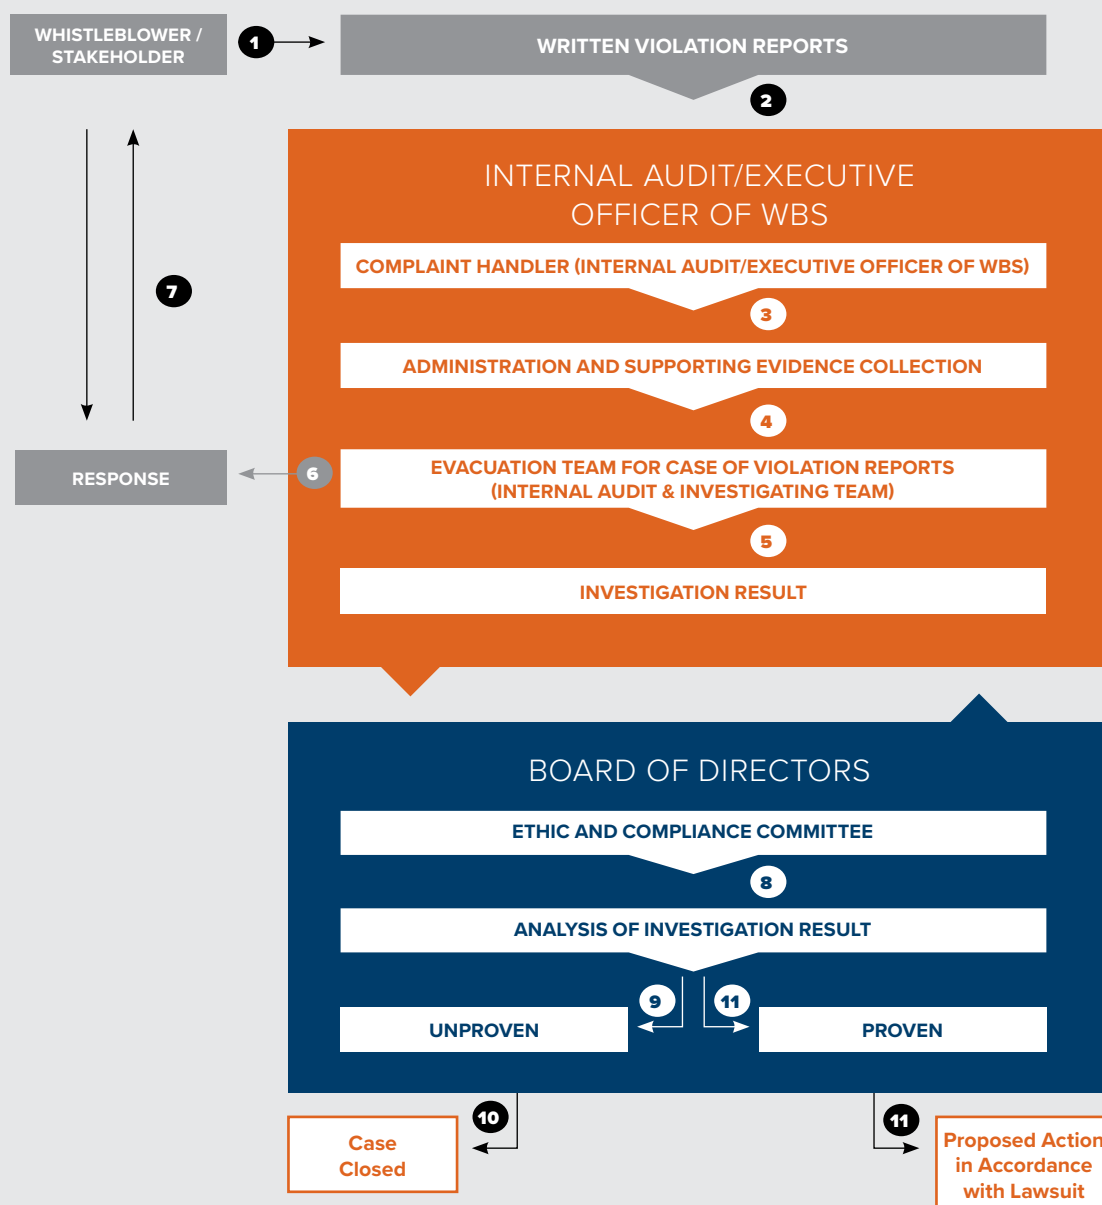 WHISTLEBLOWER /
STAKEHOLDER
1
WRITTEN VIOLATION REPORTS
2
INTERNAL AUDIT/EXECUTIVE
OFFICER OF WBS
COMPLAINT HANDLER (INTERNAL AUDIT/EXECUTIVE OFFICER OF WBS)
3
7
ADMINISTRATION AND SUPPORTING EVIDENCE COLLECTION
4
RESPONSE
6
EVACUATION TEAM FOR CASE OF VIOLATION REPORTS
(INTERNAL AUDIT & INVESTIGATING TEAM)
5
INVESTIGATION RESULT
BOARD OF DIRECTORS
ETHIC AND COMPLIANCE COMMITTEE
8
ANALYSIS OF INVESTIGATION RESULT
9
11
UNPROVEN
PROVEN
10
11
Case
Closed
Proposed Action
in Accordance
with Lawsuit